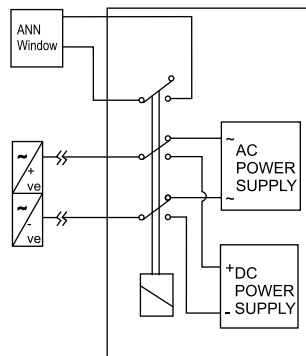 ANN
Window
~
+
ve
~
-
ve
~
AC
POWER
SUPPLY
~
+
DC
POWER
SUPPLY
-